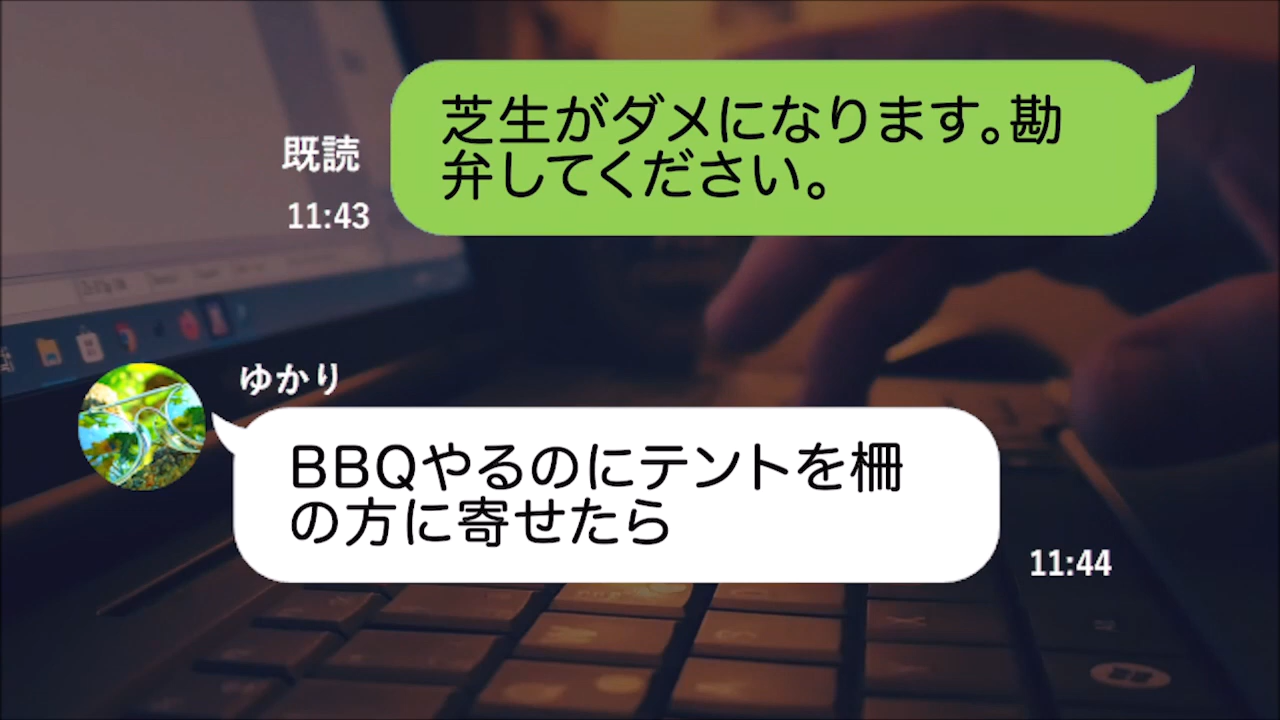 芝生がダメになります。勘
弁してください。
既読
11:43
ゆかり
BBQやるのにテントを柵
の方に寄せたら
11:44